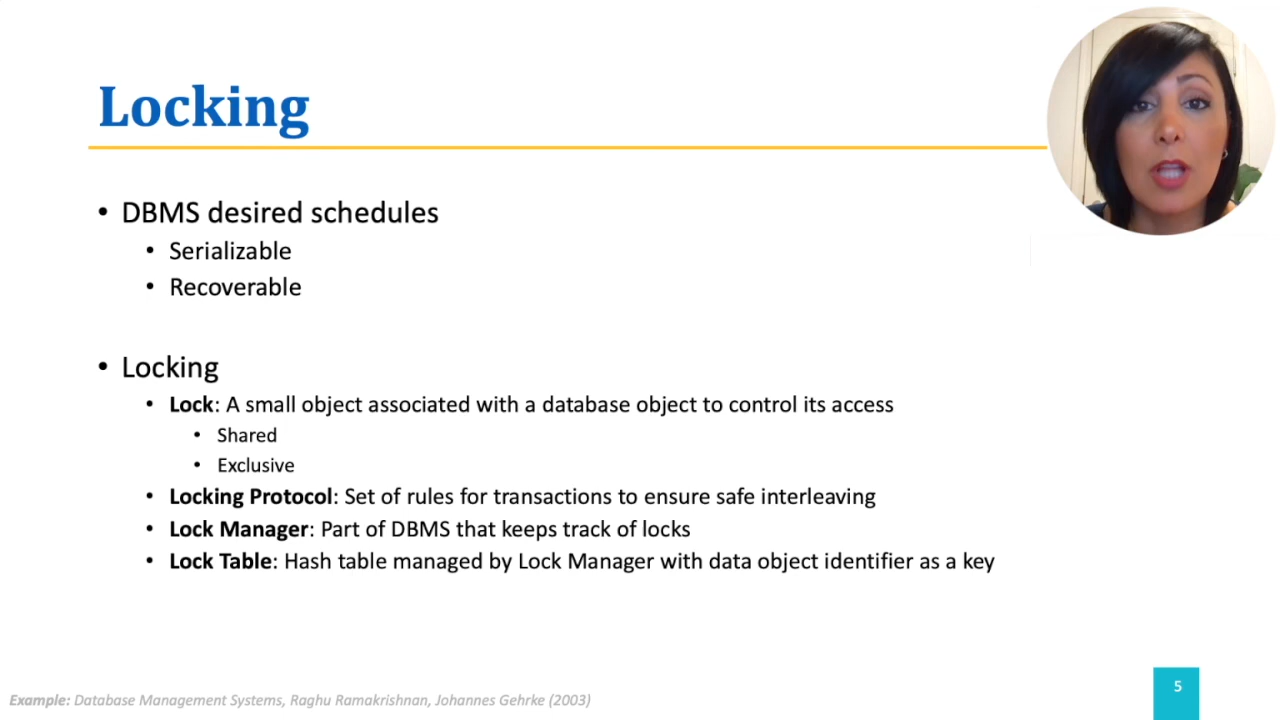 Locking
• DBMS desired schedules
• Serializable
• Recoverable
• Locking
• Lock: A small object associated with a database object to control its access
• Shared
• Exclusive
• Locking Protocol: Set of rules for transactions to ensure safe interleaving
• Lock Manager: Part of DBMS that keeps track of locks
• Lock Table: Hash table managed by Lock Manager with data object identifier as a key
Example: Database Management Systems, Raghu Ramakrishnan, Johannes Gehrke (2003)
5